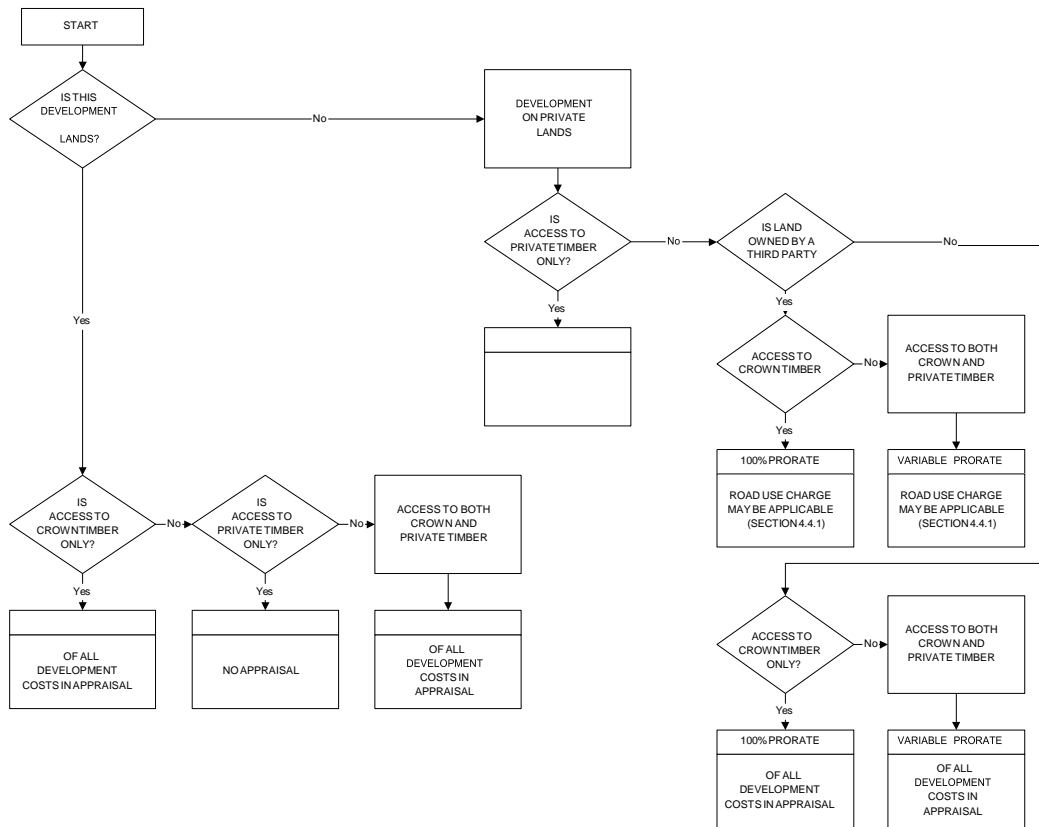 START
IS THIS
DEVELOPMENT
LANDS?
No
DEVELOPMENT
ON PRIVATE
LANDS
IS
ACCESS TO
PRIVATE TIMBER
ONLY?
No
IS LAND
OWNED BY A
THIRD PARTY
No
Yes
Yes
Yes
ACCESS TO
CROWN TIMBER
No
ACCESS TO BOTH
CROWN AND
PRIVATE TIMBER
Yes
100% PRORATE
ROAD USE CHARGE
MAY BE APPLICABLE
(SECTION 4.4.1)
VARIABLE PRORATE
ROAD USE CHARGE
MAY BE APPLICABLE
(SECTION 4.4.1)
IS
ACCESS TO
CROWN TIMBER
ONLY?
No
IS
ACCESS TO
PRIVATE TIMBER
ONLY?
No
ACCESS TO BOTH
CROWN AND
PRIVATE TIMBER
Yes
Yes
OF ALL
DEVELOPMENT
COSTS IN APPRAISAL
NO APPRAISAL
OF ALL
DEVELOPMENT
COSTS IN
APPRAISAL
ACCESS TO
CROWN TIMBER
ONLY?
No
ACCESS TO BOTH
CROWN AND
PRIVATE TIMBER
Yes
100% PRORATE
OF ALL
DEVELOPMENT
COSTS IN APPRAISAL
VARIABLE PRORATE
OF ALL
DEVELOPMENT
COSTS IN
APPRAISAL